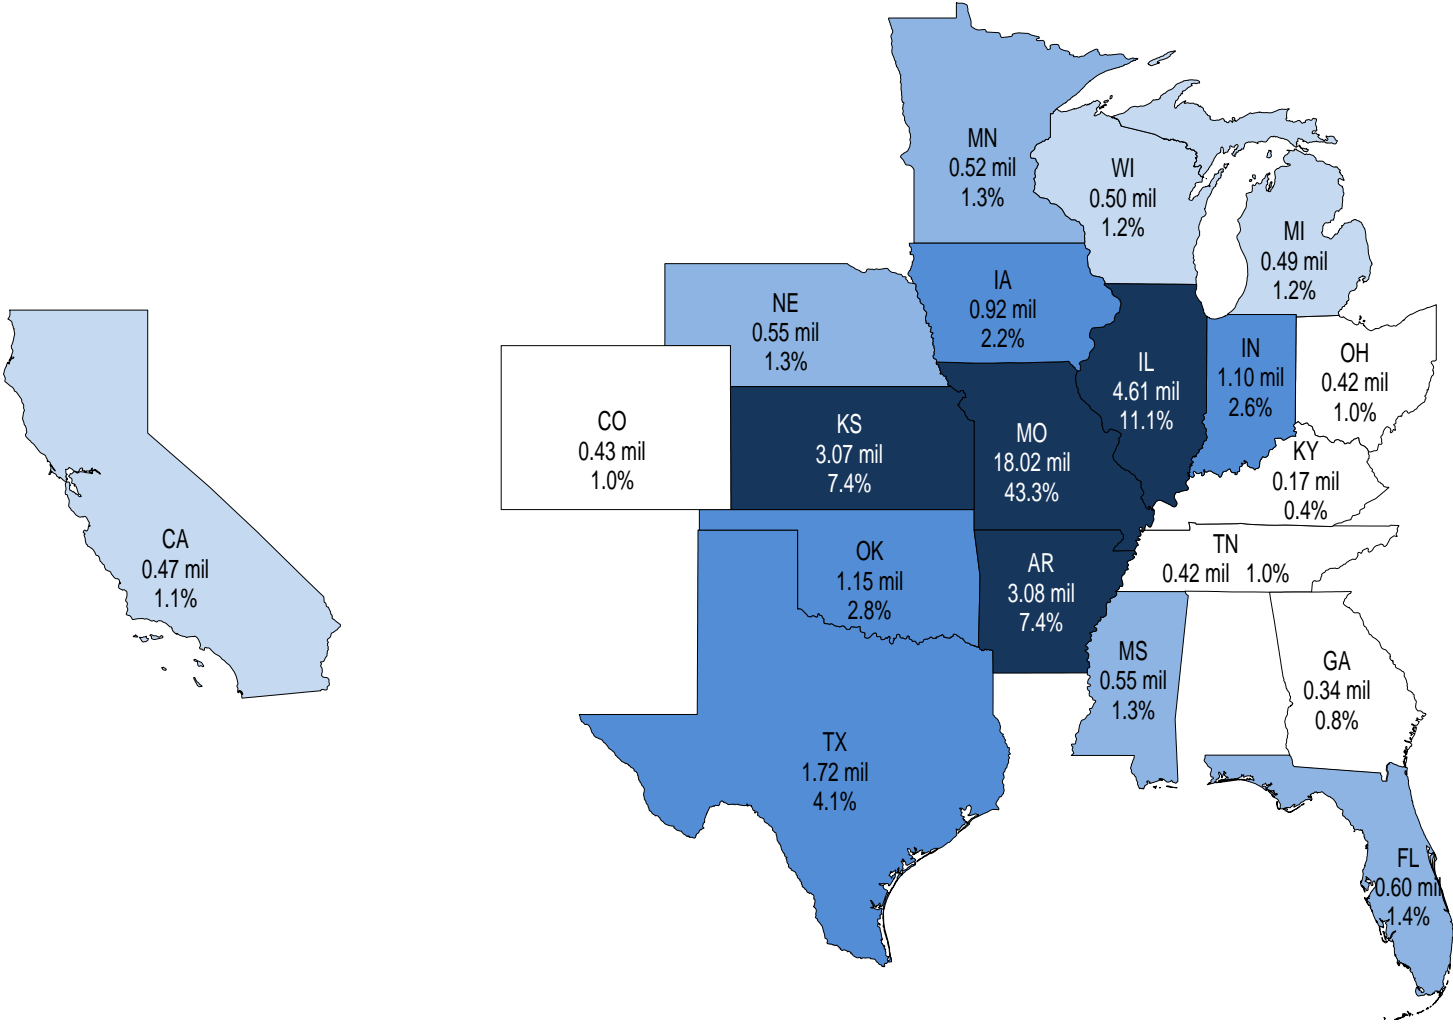 MN
0.52 mil
1.3%
WI
0.50 mil
1.2%
MI
0.49 mil
1.2%
NE
0.55 mil
1.3%
IA
0.92 mil
2.2%
IL
4.61 mil
11.1%
IN
1.10 mil
2.6%
OH
0.42 mil
1.0%
CO
0.43 mil
1.0%
KS
3.07 mil
7.4%
MO
18.02 mil
43.3%
KY
0.17 mil
0.4%
CA
0.47 mil
1.1%
OK
1.15 mil
2.8%
AR
3.08 mil
7.4%
TN
0.42 mil 1.0%
MS
0.55 mil
1.3%
GA
0.34 mil
0.8%
TX
1.72 mil
4.1%
FL
0.60 mil
1.4%